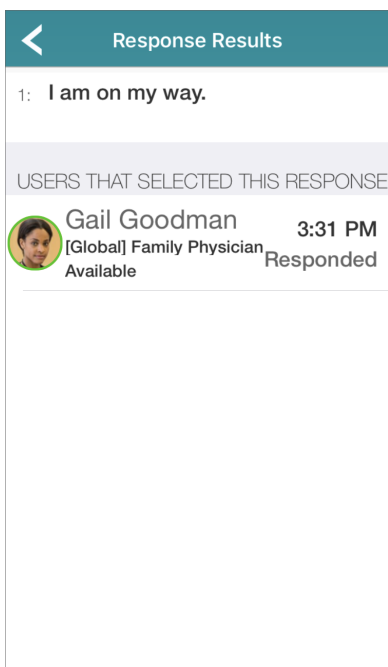 Response Results
1: I am on my way.
USERS THAT SELECTED THIS RESPONSE
Gail Goodman
3:31 PM
[Global] Family Physician
Responded
Available